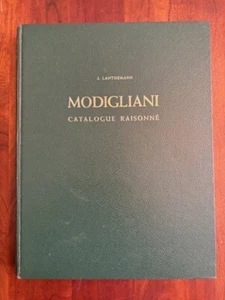 J. LANTHEMANN
MODIGLIANI
CATALOGUE RAISONNÉ